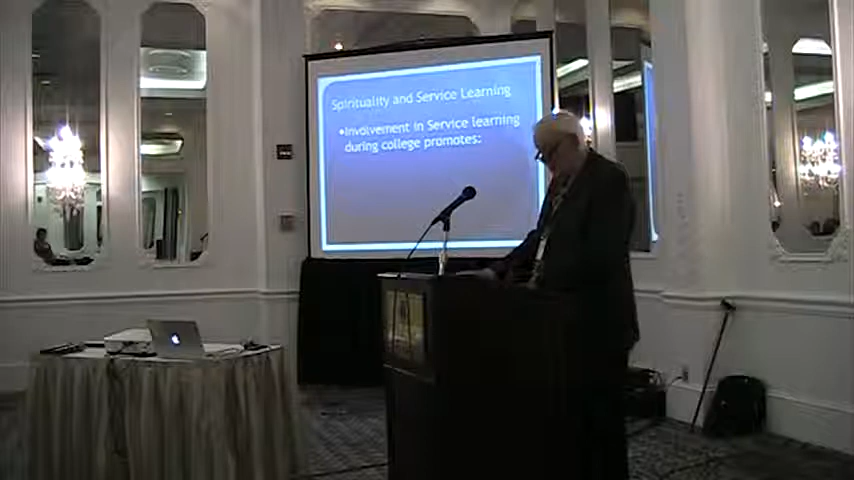 Spirituality and Service Learning
•Involvement in Service learning
during college promotes: